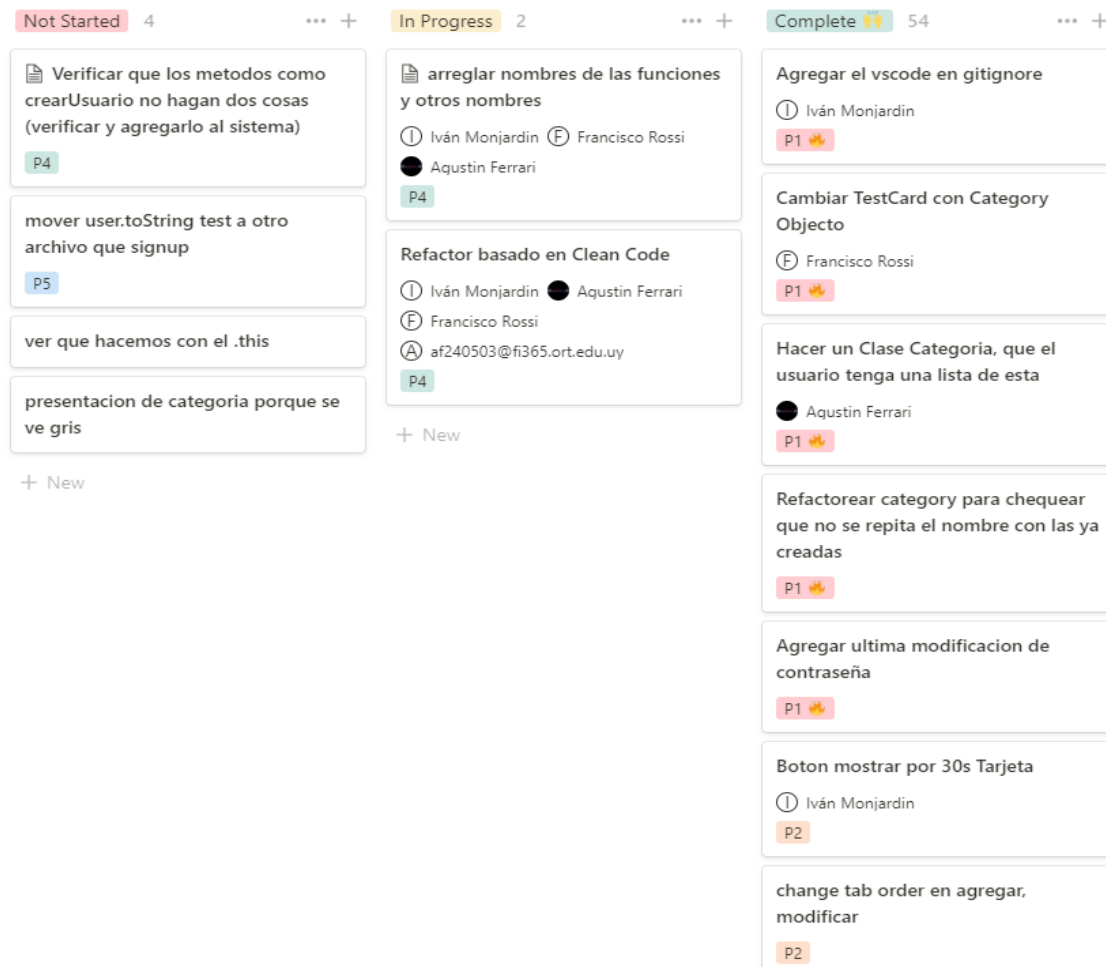 Not Started 4
Verificar que los metodos como
crearUsuario no hagan dos cosas
(verificar y agregarlo al sistema)
P4
mover user.toString test a otro
archivo que signup
P5
ver que hacemos con el .this
presentacion de categoria porque se
ve gris
+ New
In Progress 2
arreglar nombres de las funciones
y otros nombres
I Iván Monjardin F Francisco Rossi
Agustin Ferrari
P4
Refactor basado en Clean Code
I Iván Monjardin Agustin Ferrari
F Francisco Rossi
A af240503@fi365.ort.edu.uy
P4
+ New
Complete 🙌 54
Agregar el vscode en gitignore
I Iván Monjardin
P1 🔥
Cambiar TestCard con Category
Objecto
F Francisco Rossi
P1 🔥
Hacer un Clase Categoria, que el
usuario tenga una lista de esta
Agustin Ferrari
P1 🔥
Refactorear category para chequear
que no se repita el nombre con las ya
creadas
P1 🔥
Agregar ultima modificacion de
contraseña
P1 🔥
Boton mostrar por 30s Tarjeta
I Iván Monjardin
P2
change tab order en agregar,
modificar
P2